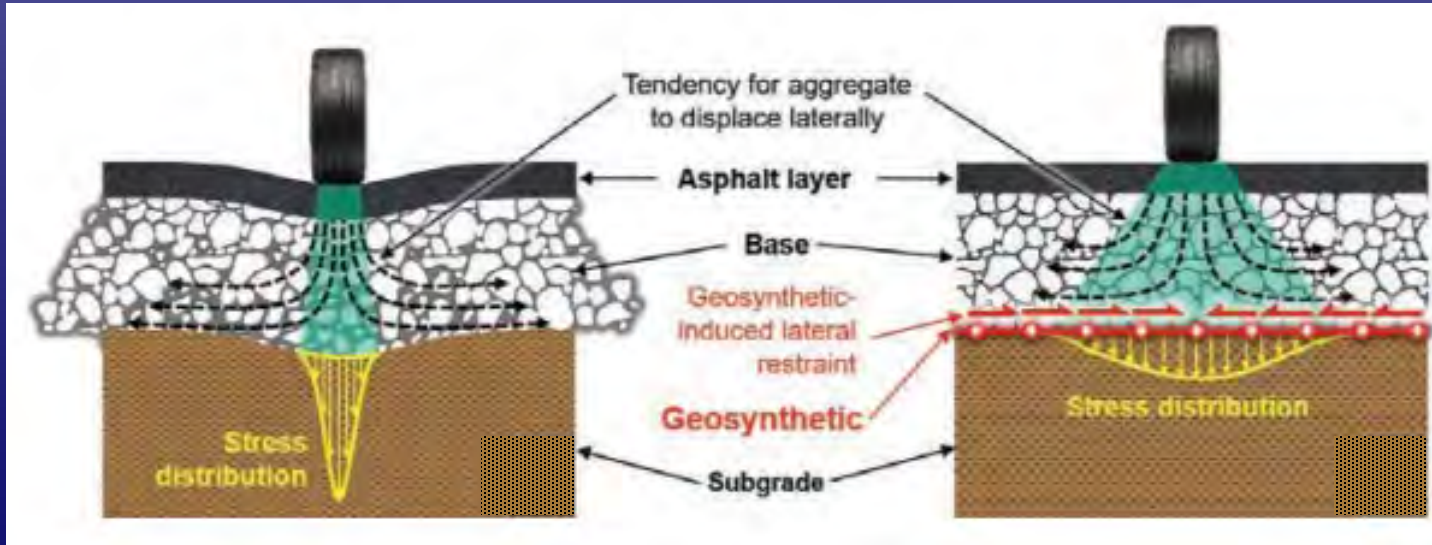 Tendency for aggregate
to displace laterally
Asphalt layer
Base
Geosynthetic-
induced lateral
restraint
Geosynthetic
Stress
distribution
Stress distribution
Subgrade